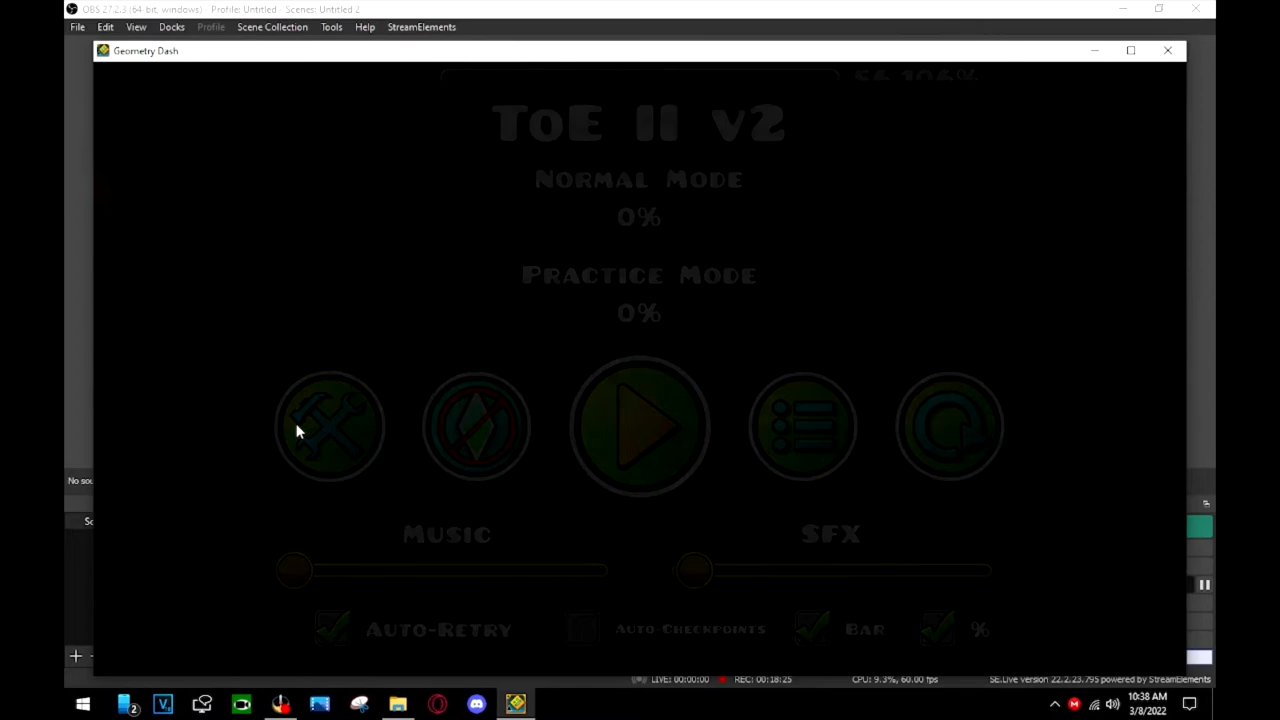 OBS 27.2.3 (64-bit, windows) - Profile: Untitled - Scenes: Untitled 2
File Edit View Docks Profile Scene Collection Tools Help StreamElements
Geometry Dash
ToE II v2
Normal Mode
0%
Practice Mode
0%
No sou
Sc
Music SFX
Auto-Retry Auto-Checkpoints Bar %
LIVE: 00:00:00 REC: 00:18:25 CPU: 9.3%, 60.00 fps SE.Live version 22.2.23.795 powered by StreamElements
2
10:38 AM
3/8/2022